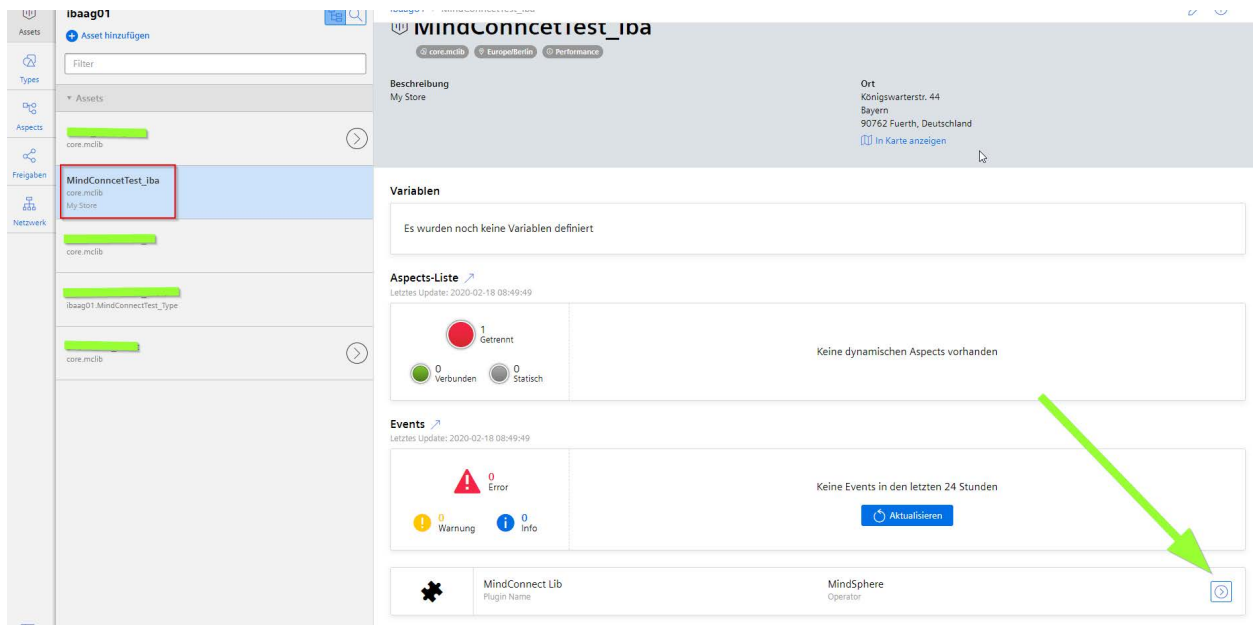 ibaag01
Asset hinzufügen
Filter
Assets
core.mclib
MindConncetTest_iba
core.mclib
My Store
core.mclib
ibaag01.MindConnectTest_Type
core.mclib
Assets
Types
Aspects
Freigaben
Netzwerk
MindConncetTest_iba
core.mclib
Europe/Berlin
Performance
Beschreibung
My Store
Ort
Königswarterstr. 44
Bayern
90762 Fuerth, Deutschland
In Karte anzeigen
Variablen
Es wurden noch keine Variablen definiert
Aspects-Liste
Letztes Update: 2020-02-18 08:49:49
1
Getrennt
0
Verbunden
0
Statisch
Keine dynamischen Aspects vorhanden
Events
Letztes Update: 2020-02-18 08:49:49
0
Error
0
Warnung
0
Info
Keine Events in den letzten 24 Stunden
Aktualisieren
MindConnect Lib
Plugin Name
MindSphere
Operator